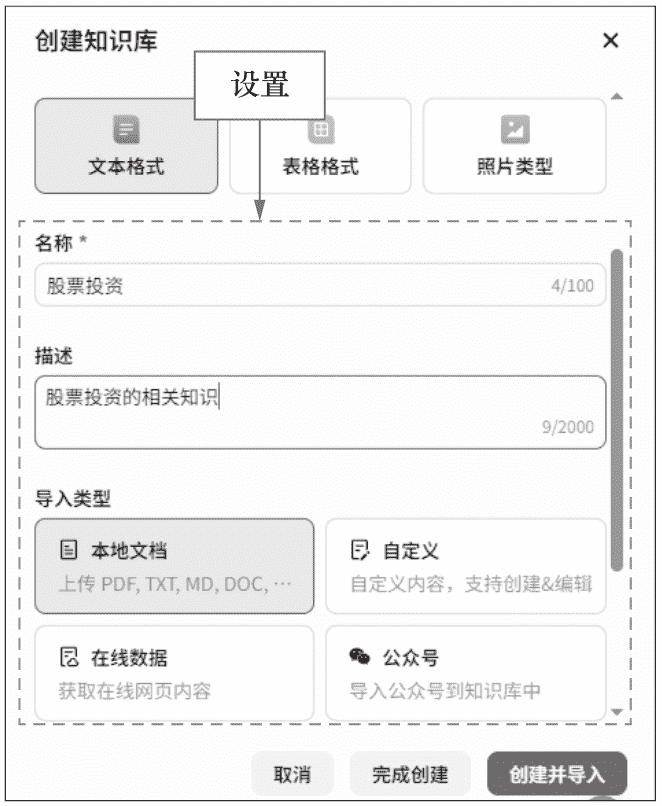 创建知识库
设置
文本格式
表格格式
照片类型
名称 *
股票投资
4/100
描述
股票投资的相关知识
9/2000
导入类型
本地文档
上传 PDF, TXT, MD, DOC, ···
自定义
自定义内容，支持创建&编辑
在线数据
获取在线网页内容
公众号
导入公众号到知识库中
取消
完成创建
创建并导入